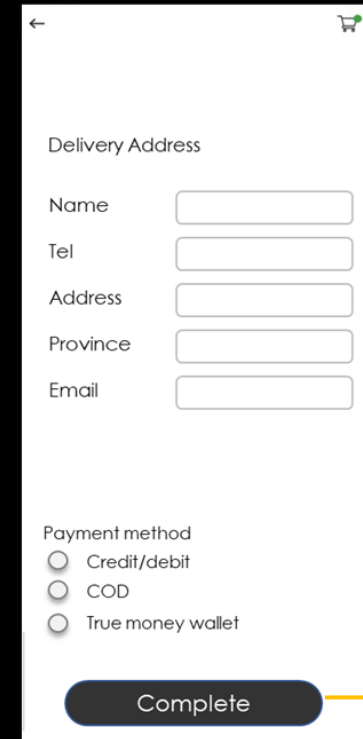 Delivery Address
Name
Tel
Address
Province
Email
Payment method
Credit/debit
COD
True money wallet
Complete